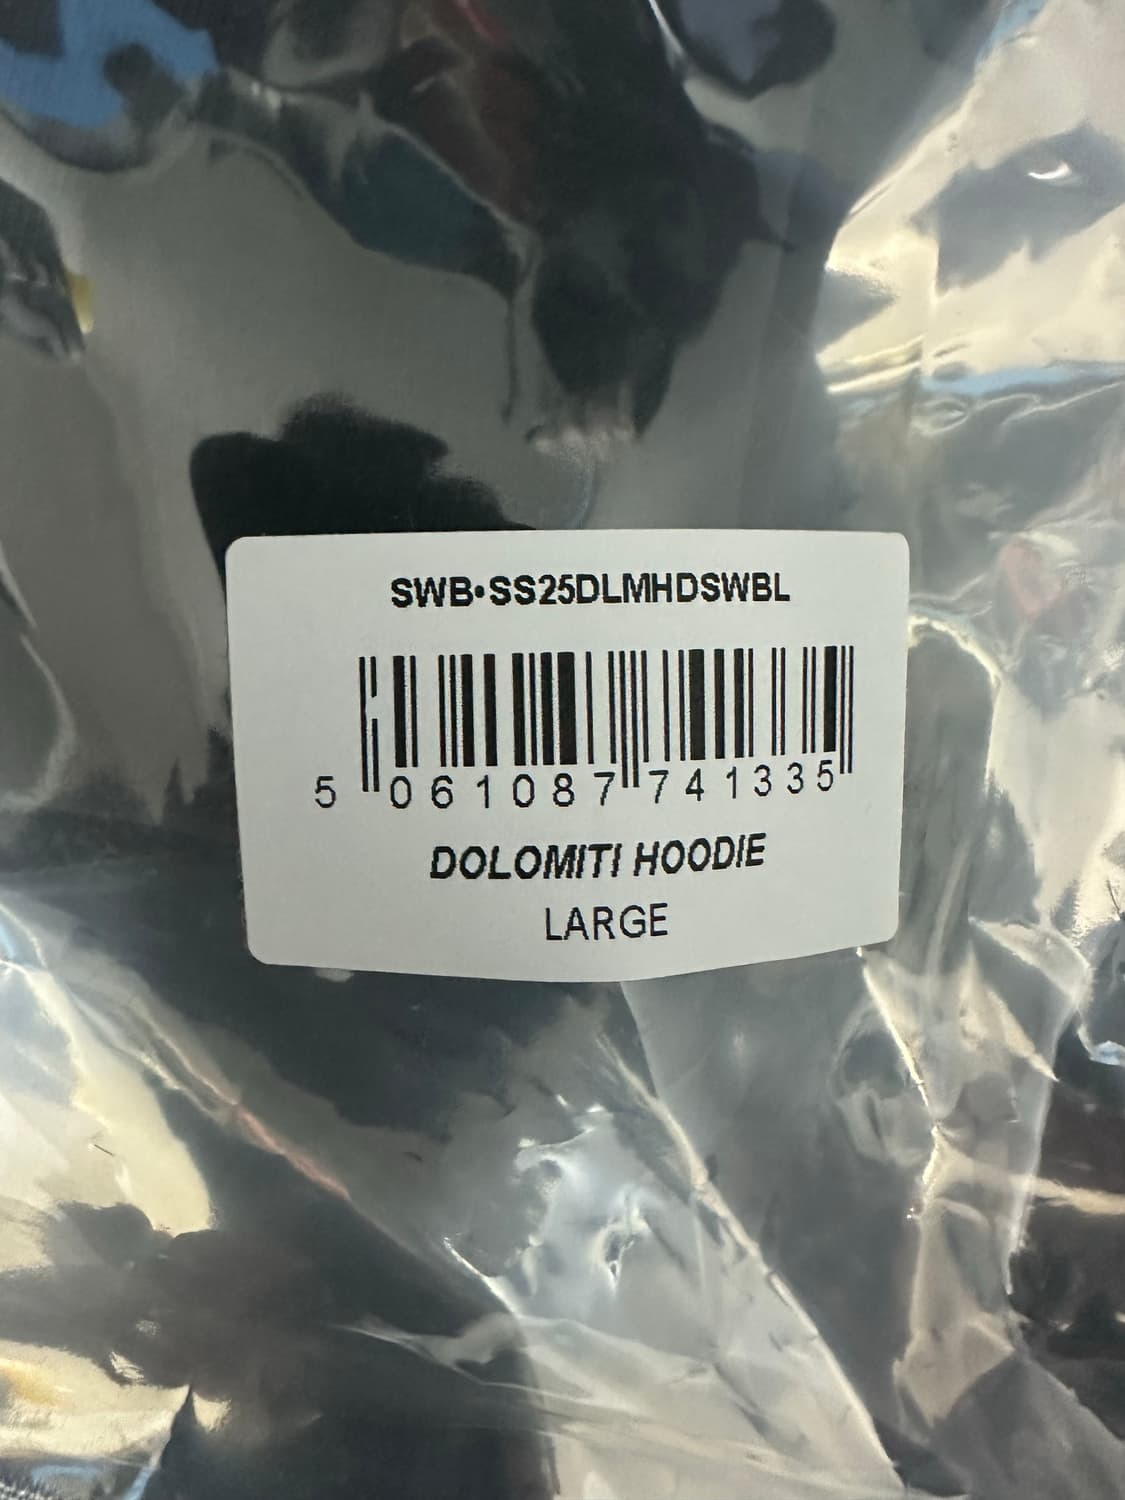 SWB•SS25DLMHDSWBL
5 061087 741335
DOLOMITI HOODIE
LARGE